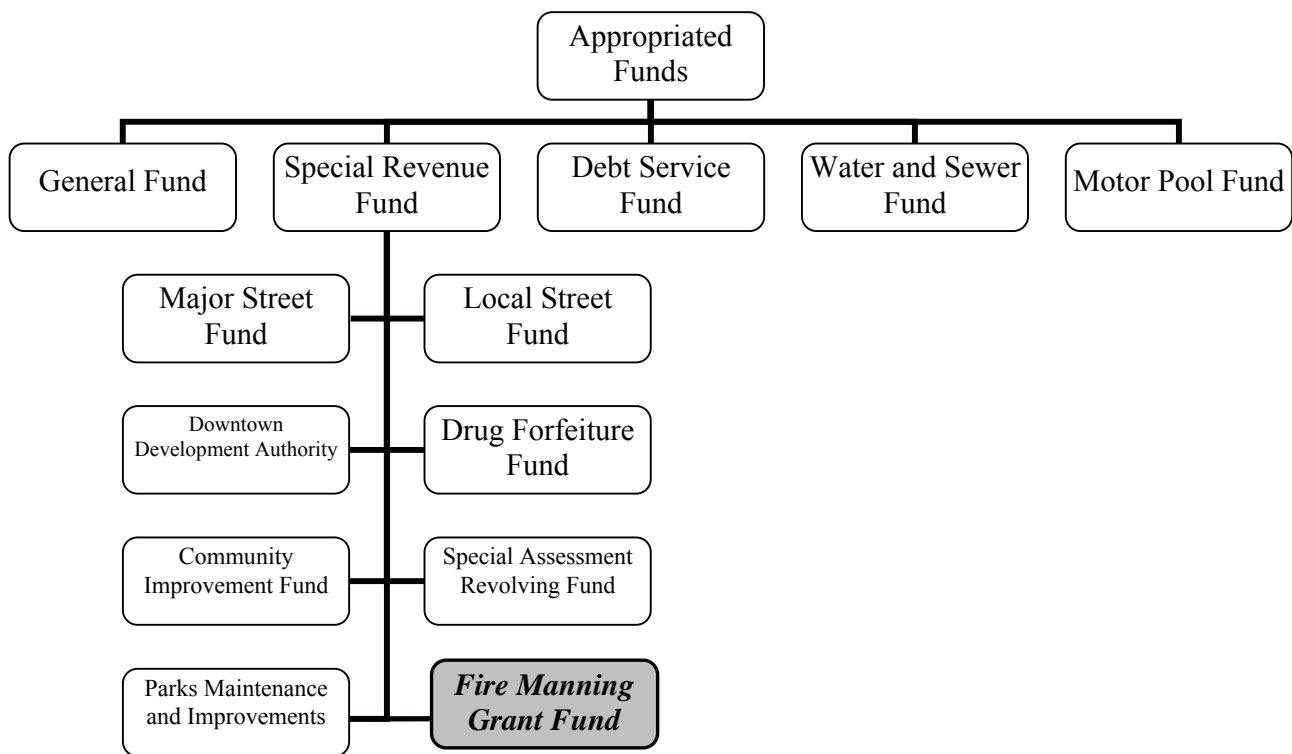 Appropriated
Funds
General Fund
Special Revenue
Fund
Debt Service
Fund
Water and Sewer
Fund
Motor Pool Fund
Major Street
Fund
Local Street
Fund
Downtown
Development Authority
Drug Forfeiture
Fund
Community
Improvement Fund
Special Assessment
Revolving Fund
Parks Maintenance
and Improvements
Fire Manning
Grant Fund